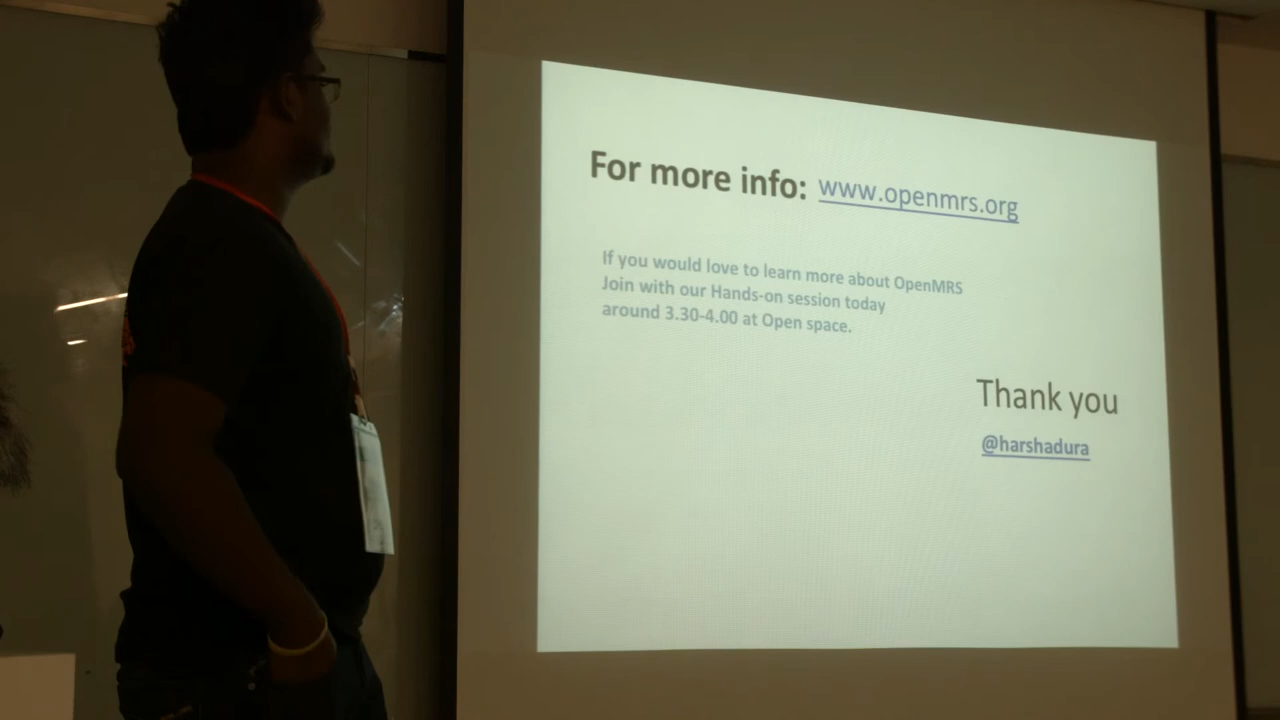 For more info: www.openmrs.org
If you would love to learn more about OpenMRS
Join with our Hands-on session today
around 3.30-4.00 at Open space.
Thank you
@harshadura